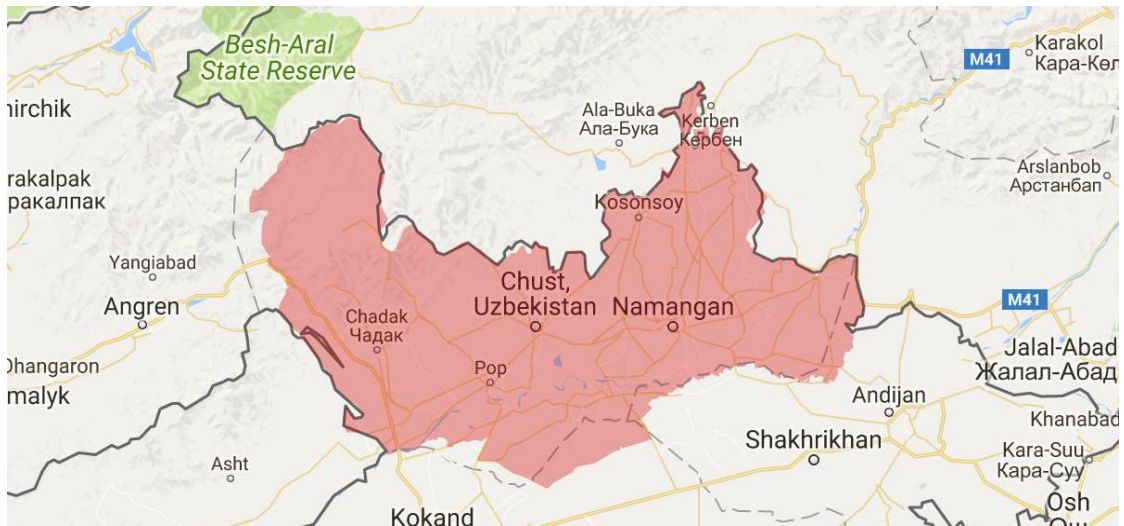 Besh-Aral
State Reserve
M41
Karakol
Кара-Көл
hirchik
Ala-Buka
Ала-Бука
Kerben
Кербен
Arslanbob
Арстанбап
rakalpak
ракалпак
Kosonsoy
Yangiabad
Angren
Chust,
Uzbekistan
Namangan
M41
Chadak
Чадак
Jalal-Abad
Жалал-Абад
Ohangaron
malyk
Pop
Andijan
Khanabad
Shakhrikhan
Kara-Suu
Кара-Суу
Asht
Osh
Ош
Kokand